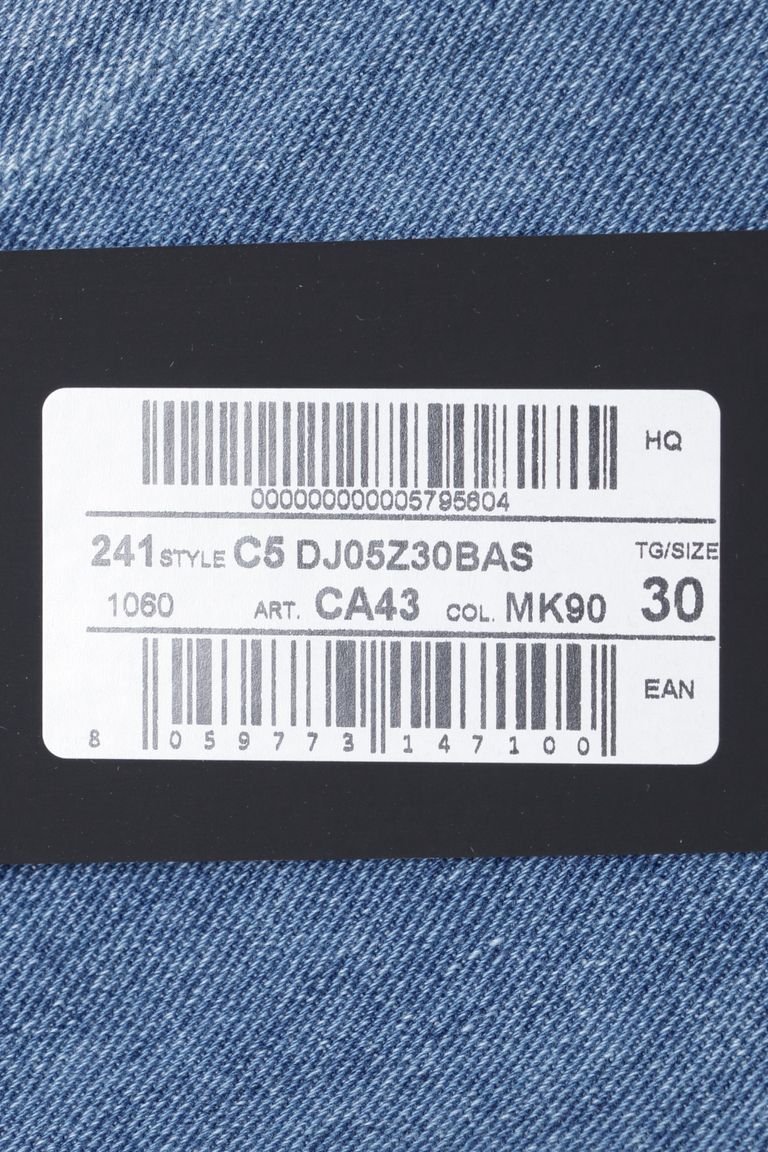 HQ
000000000005795604
241 STYLE C5 DJ05Z30BAS TG/SIZE
1060 ART. CA43 COL. MK90 30
EAN
8 059773 147100